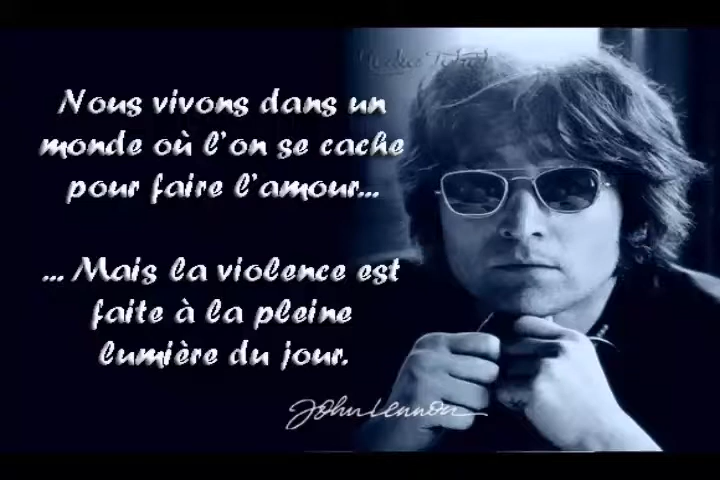 Nous vivons dans un
monde où l'on se cache
pour faire l'amour...
... Mais la violence est
faite à la pleine
lumière du jour.
John Lennon